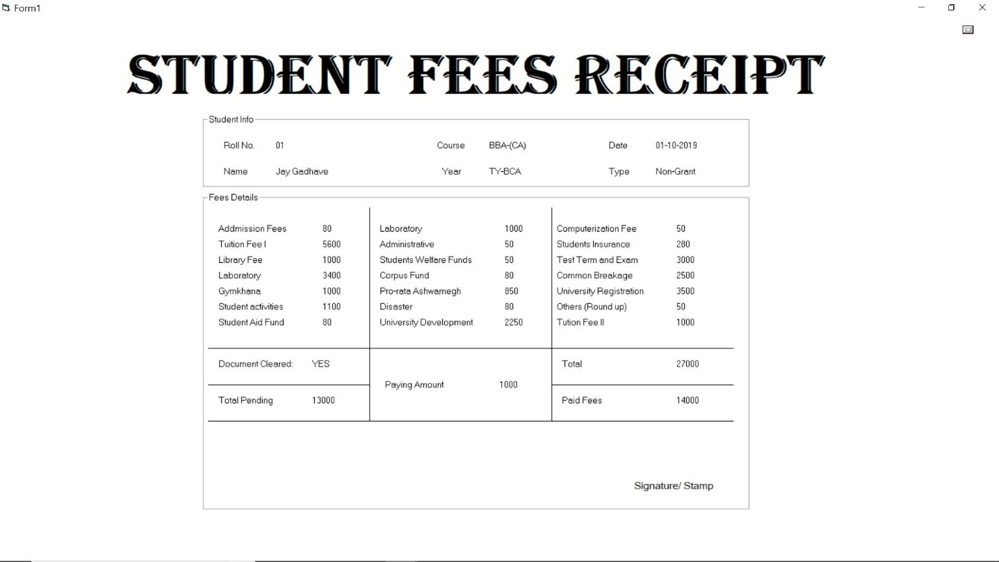 Form1
STUDENT FEES RECEIPT
Student Info
Roll No. 01 Course BBA-(CA) Date 01-10-2019
Name Jay Gadhave Year TY-BCA Type Non-Grant
Fees Details
Addmission Fees 80 Laboratory 1000 Computerization Fee 50
Tuition Fee I 5600 Administrative 50 Students Insurance 280
Library Fee 1000 Students Welfare Funds 50 Test Term and Exam 3000
Laboratory 3400 Corpus Fund 80 Common Breakage 2500
Gymkhana 1000 Pro-rata Ashwamegh 850 University Registration 3500
Student activities 1100 Disaster 80 Others (Round up) 50
Student Aid Fund 80 University Development 2250 Tution Fee II 1000
Document Cleared: YES Total 27000
Paying Amount 1000
Total Pending 13000 Paid Fees 14000
Signature/ Stamp